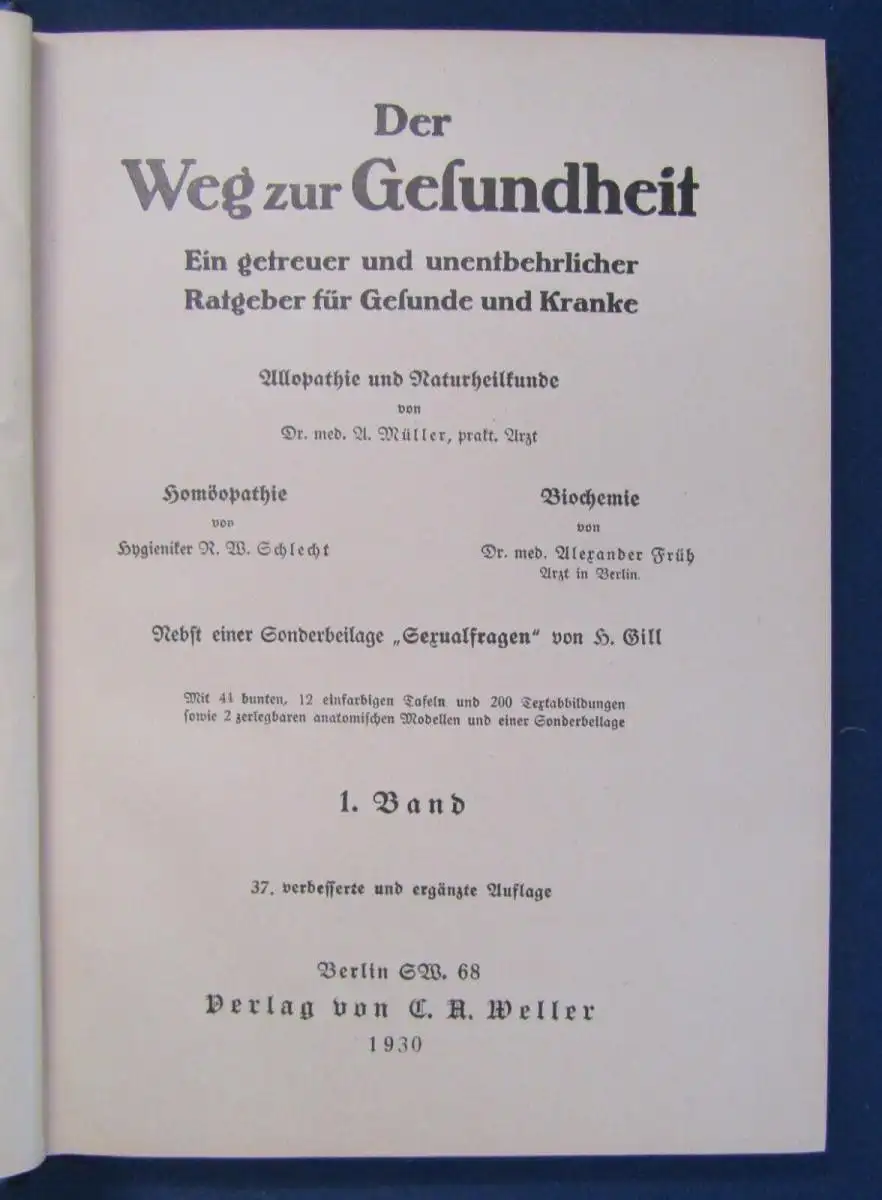 Der
Weg zur Geſundheit
Ein getreuer und unentbehrlicher
Ratgeber für Geſunde und Kranke
Allopathie und Naturheilkunde
von
Dr. med. A. Müller, prakt. Arzt
Homöopathie
von
Hygieniker R. W. Schlecht
Biochemie
von
Dr. med. Alexander Früh
Arzt in Berlin.
Nebſt einer Sonderbeilage „Sexualfragen“ von H. Gill
Mit 41 bunten, 12 einfarbigen Tafeln und 200 Textabbildungen
ſowie 2 zerlegbaren anatomiſchen Modellen und einer Sonderbeilage
1. Band
37. verbeſſerte und ergänzte Auflage
Berlin SW. 68
Verlag von C. A. Weller
1930